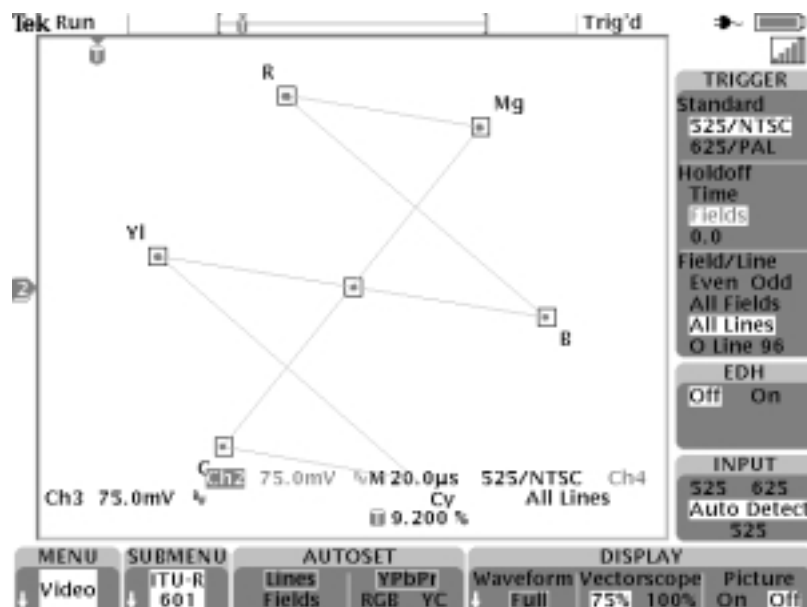 Tek Run Trig'd
R
Mg
Yl
B
G
2
Ch2 75.0mV M 20.0µs 525/NTSC Ch4
Ch3 75.0mV Cy All Lines
9.200 %
TRIGGER
Standard
525/NTSC
625/PAL
Holdoff
Time
Fields
0.0
Field/Line
Even Odd
All Fields
All Lines
O Line 96
EDH
Off On
INPUT
525 625
Auto Detect
525
MENU
Video
SUBMENU
ITU-R
601
AUTOSET
Lines YPbPr
Fields RGB YC
DISPLAY
Waveform Vectorscope Picture
Full 75% 100% On Off